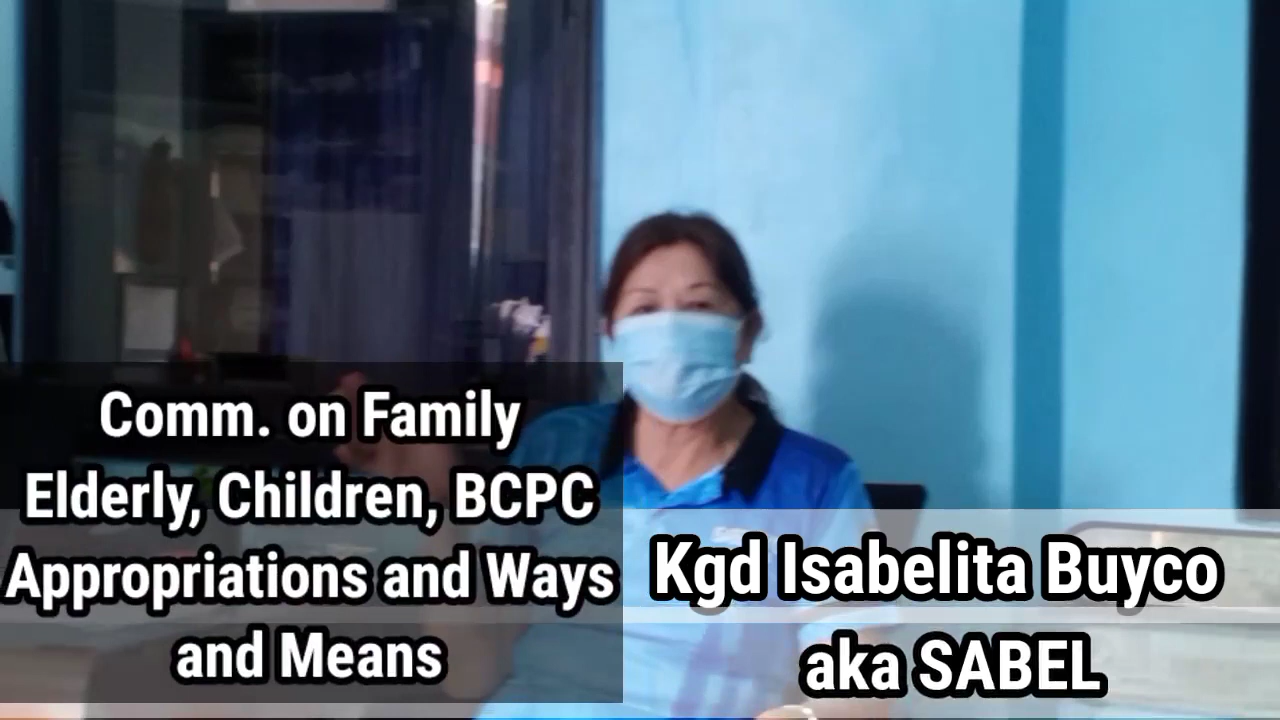 Comm. on Family
Elderly, Children, BCPC
Appropriations and Ways
and Means
Kgd Isabelita Buyco
aka SABEL